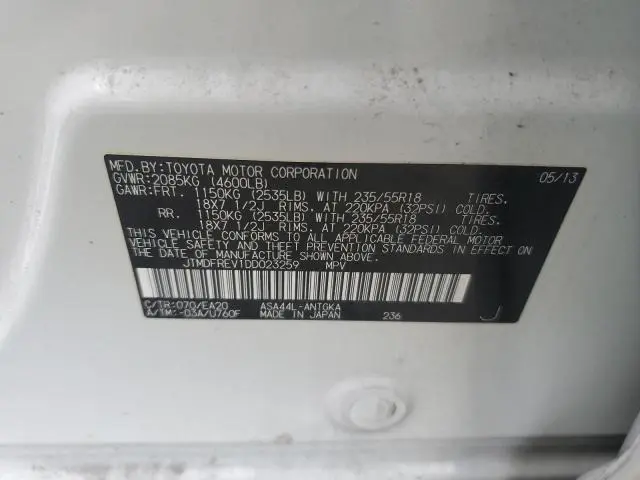 MFD.BY:TOYOTA MOTOR CORPORATION 05/13
GVWR:2085KG (4600LB)
GAWR:FRT. 1150KG (2535LB) WITH 235/55R18 TIRES.
18X7 1/2J RIMS. AT 220KPA (32PSI) COLD.
RR. 1150KG (2535LB) WITH 235/55R18 TIRES.
18X7 1/2J RIMS. AT 220KPA (32PSI) COLD.
THIS VEHICLE CONFORMS TO ALL APPLICABLE FEDERAL MOTOR
VEHICLE SAFETY AND THEFT PREVENTION STANDARDS IN EFFECT ON
THE DATE OF MANUFACTURE SHOWN ABOVE.
JTMDFREV1DD023259 MPV
C/TR:070/EA20 ASA44L-ANTGKA
A/TM:-03A/U760F MADE IN JAPAN 236 J